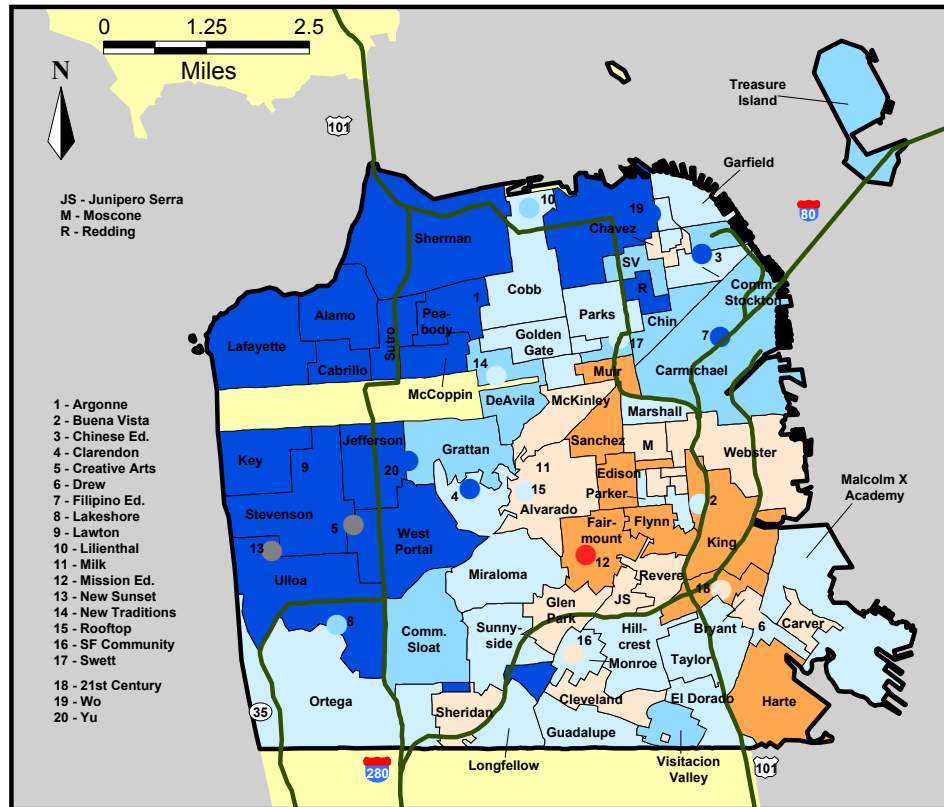 0 1.25 2.5
Miles
N
101
Treasure
Island
Garfield
80
JS - Junipero Serra
M - Moscone
R - Redding
10
19
Sherman
Chavez
SV
3
Comm.
Stockton
1
Cobb
R
Alamo
Pea-
body
Parks
Chin
Lafayette
Sutro
Golden
Gate
17
7
Cabrillo
14
Muir
Carmichael
McCoppin
DeAvila
McKinley
Marshall
1 - Argonne
2 - Buena Vista
3 - Chinese Ed.
4 - Clarendon
5 - Creative Arts
6 - Drew
7 - Filipino Ed.
8 - Lakeshore
9 - Lawton
10 - Lilienthal
11 - Milk
12 - Mission Ed.
13 - New Sunset
14 - New Traditions
15 - Rooftop
16 - SF Community
17 - Swett
18 - 21st Century
19 - Wo
20 - Yu
Jefferson
Sanchez
M
Webster
Key
9
20
Grattan
11
Edison
Malcolm X
Academy
4
15
Parker
2
Stevenson
5
Alvarado
Flynn
West
Portal
Fair-
mount
King
13
12
Ulloa
Miraloma
Revere
18
Glen
Park
JS
8
Comm.
Sloat
Sunny-
side
16
Hill-
crest
Bryant
6
Carver
Monroe
Taylor
Ortega
Cleveland
El Dorado
Harte
35
Sheridan
Guadalupe
280
Longfellow
Visitacion
Valley
101